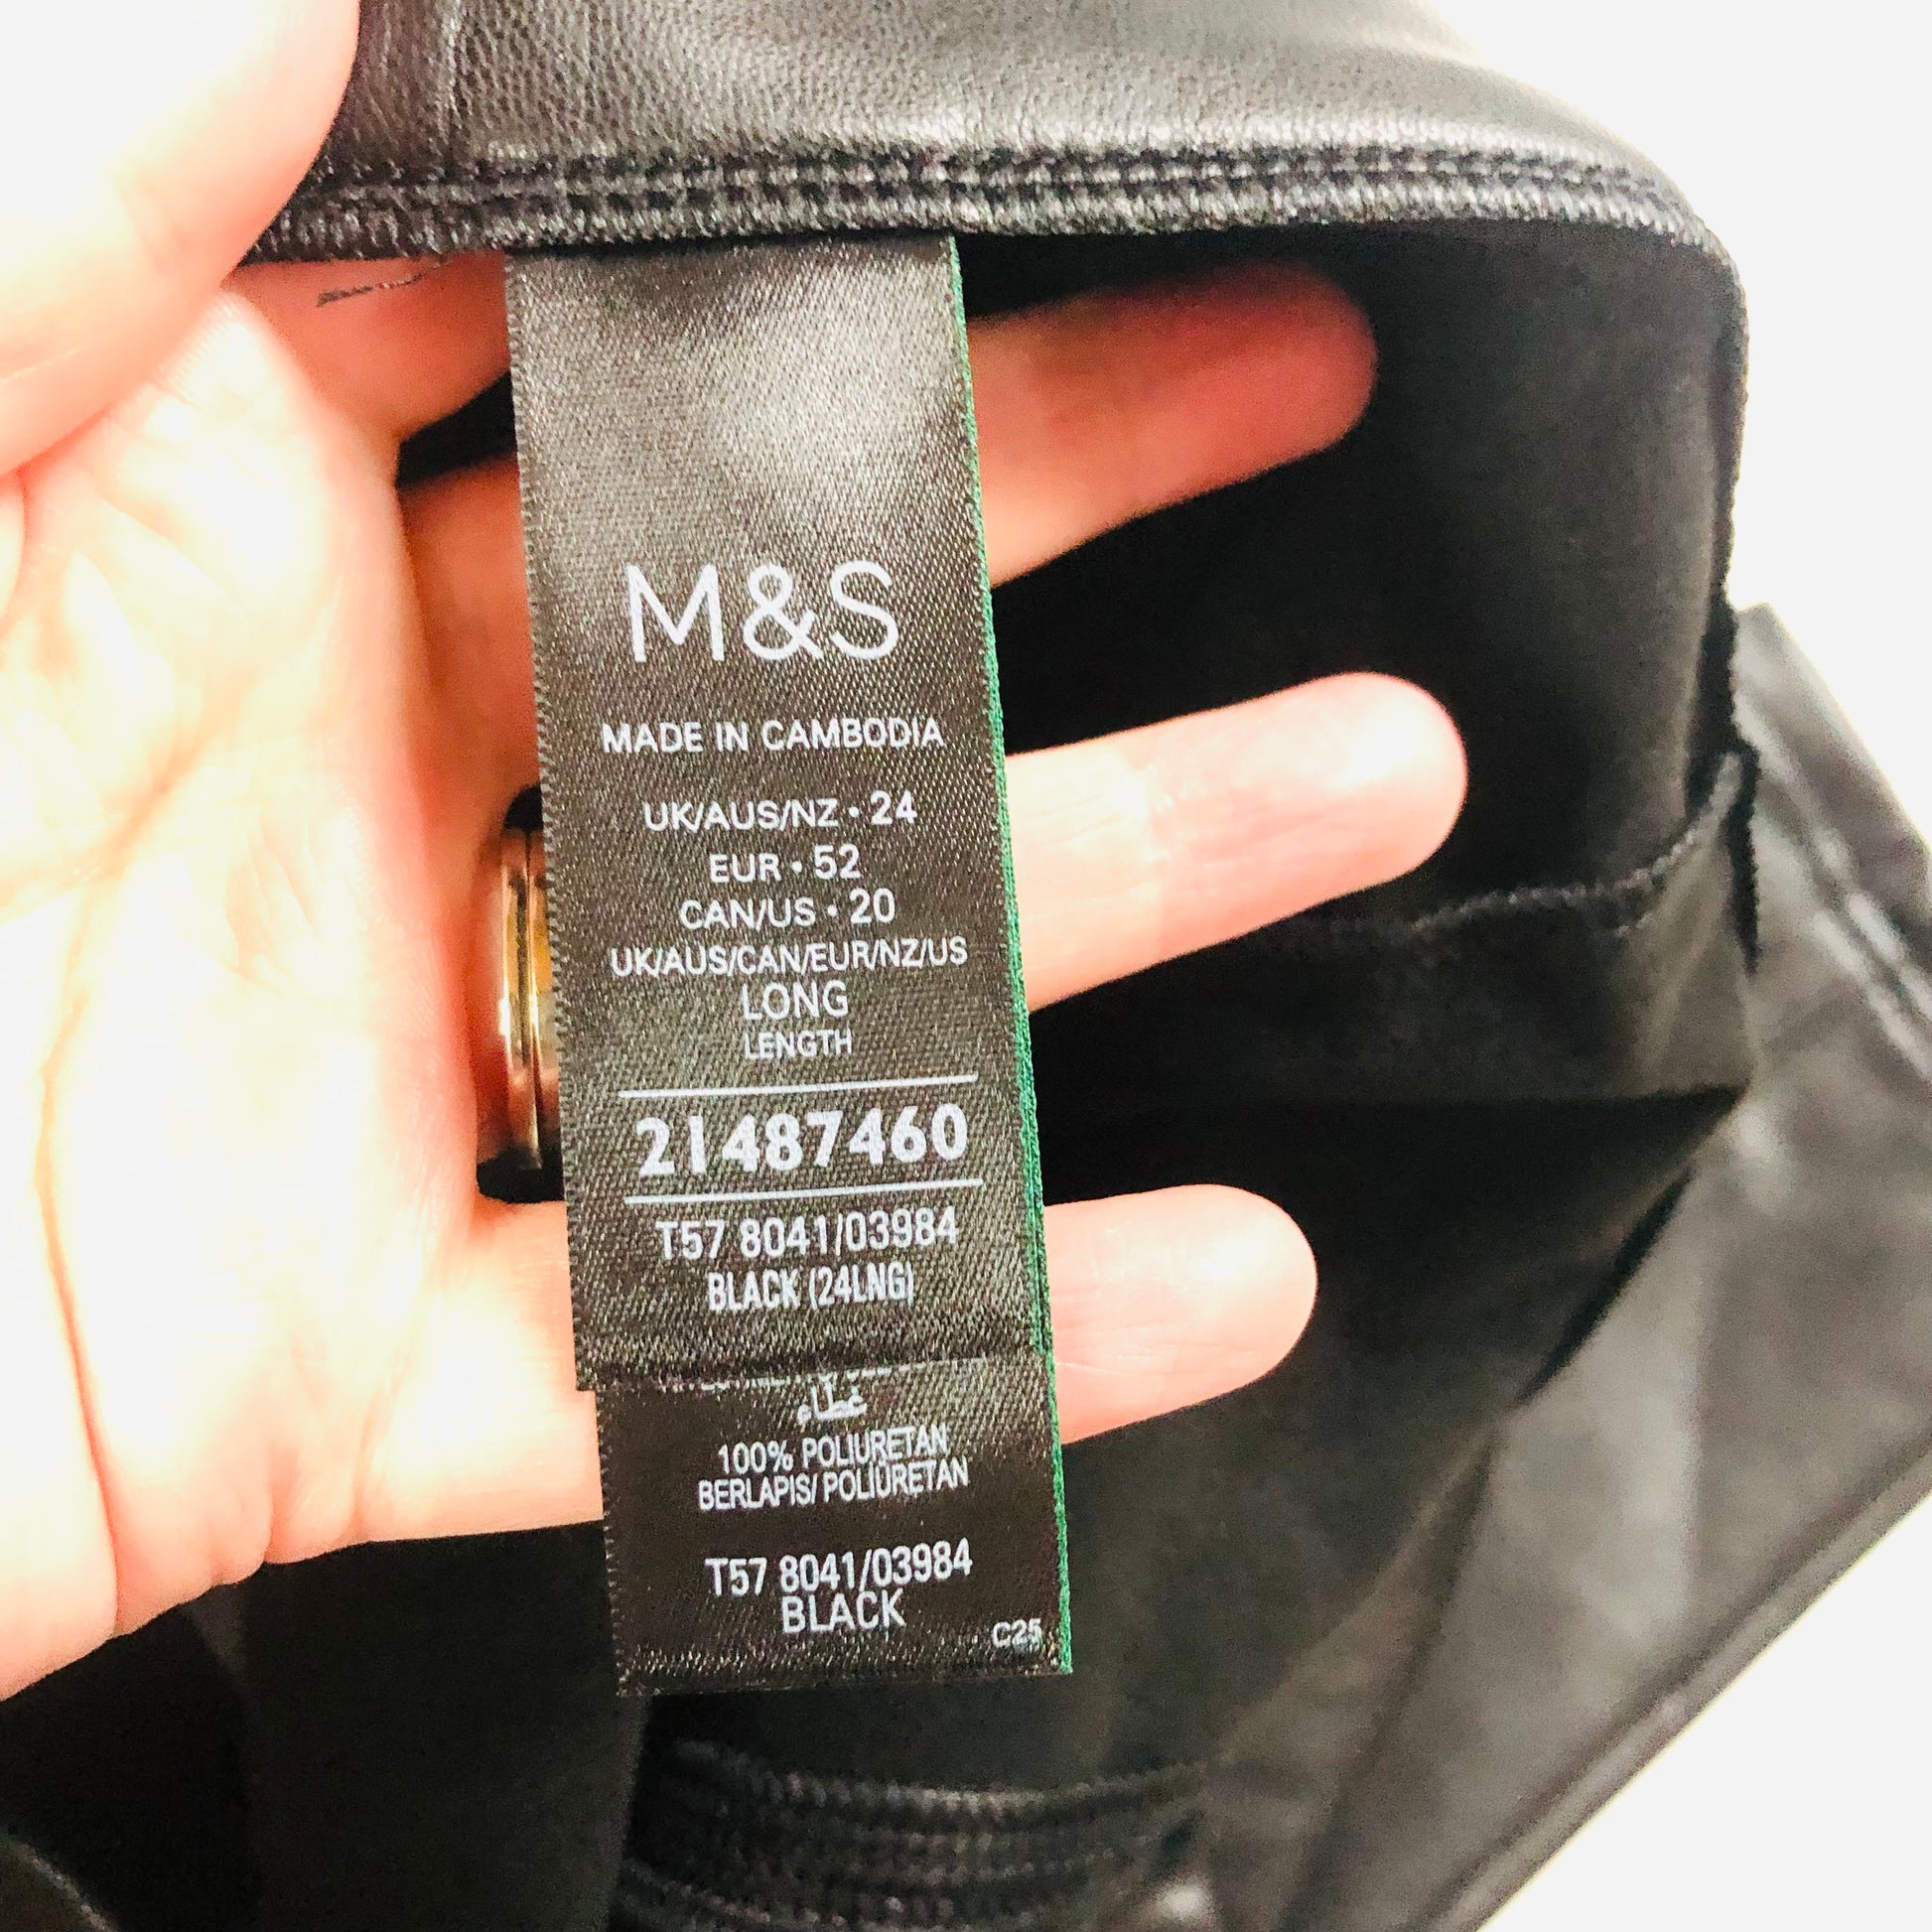 M&S
MADE IN CAMBODIA
UK/AUS/NZ • 24
EUR • 52
CAN/US • 20
UK/AUS/CAN/EUR/NZ/US
LONG
LENGTH
21487460
T57 8041/03984
BLACK (24LNG)
غطاء
100% POLIURETAN
BERLAPIS/ POLIÜRETAN
T57 8041/03984
BLACK
C25